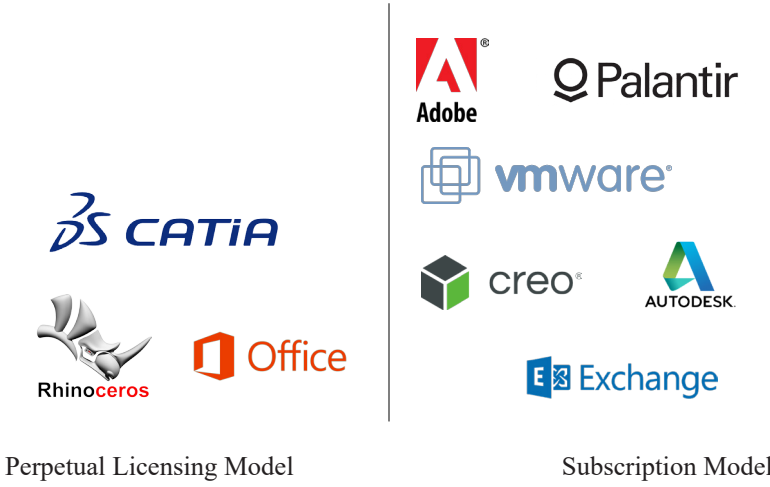 CATIA
Rhinoceros
Office
Perpetual Licensing Model
Adobe
Palantir
vmware
creo
AUTODESK
Exchange
Subscription Model